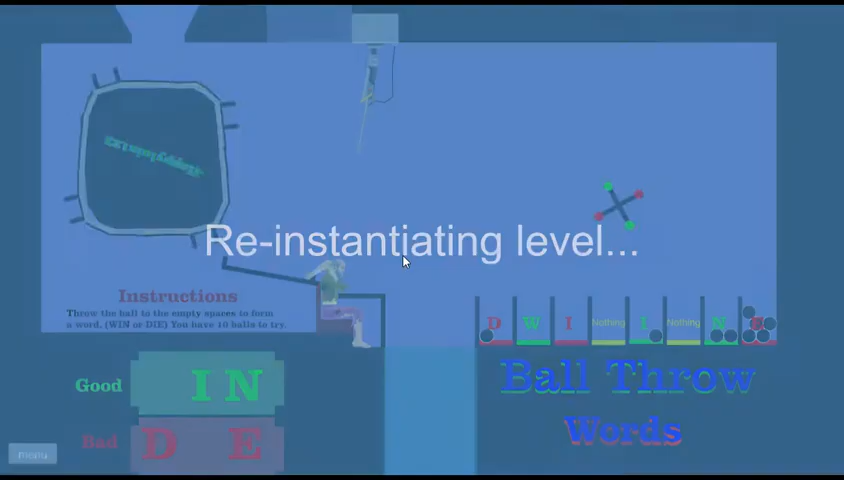 Re-instantiating level...
Instructions
Throw the ball to the empty spaces to form
a word. (WIN or DIE) You have 10 balls to try.
D W I Nothing I Nothing N
Good I N
Bad D E
Ball Throw
Words
menu